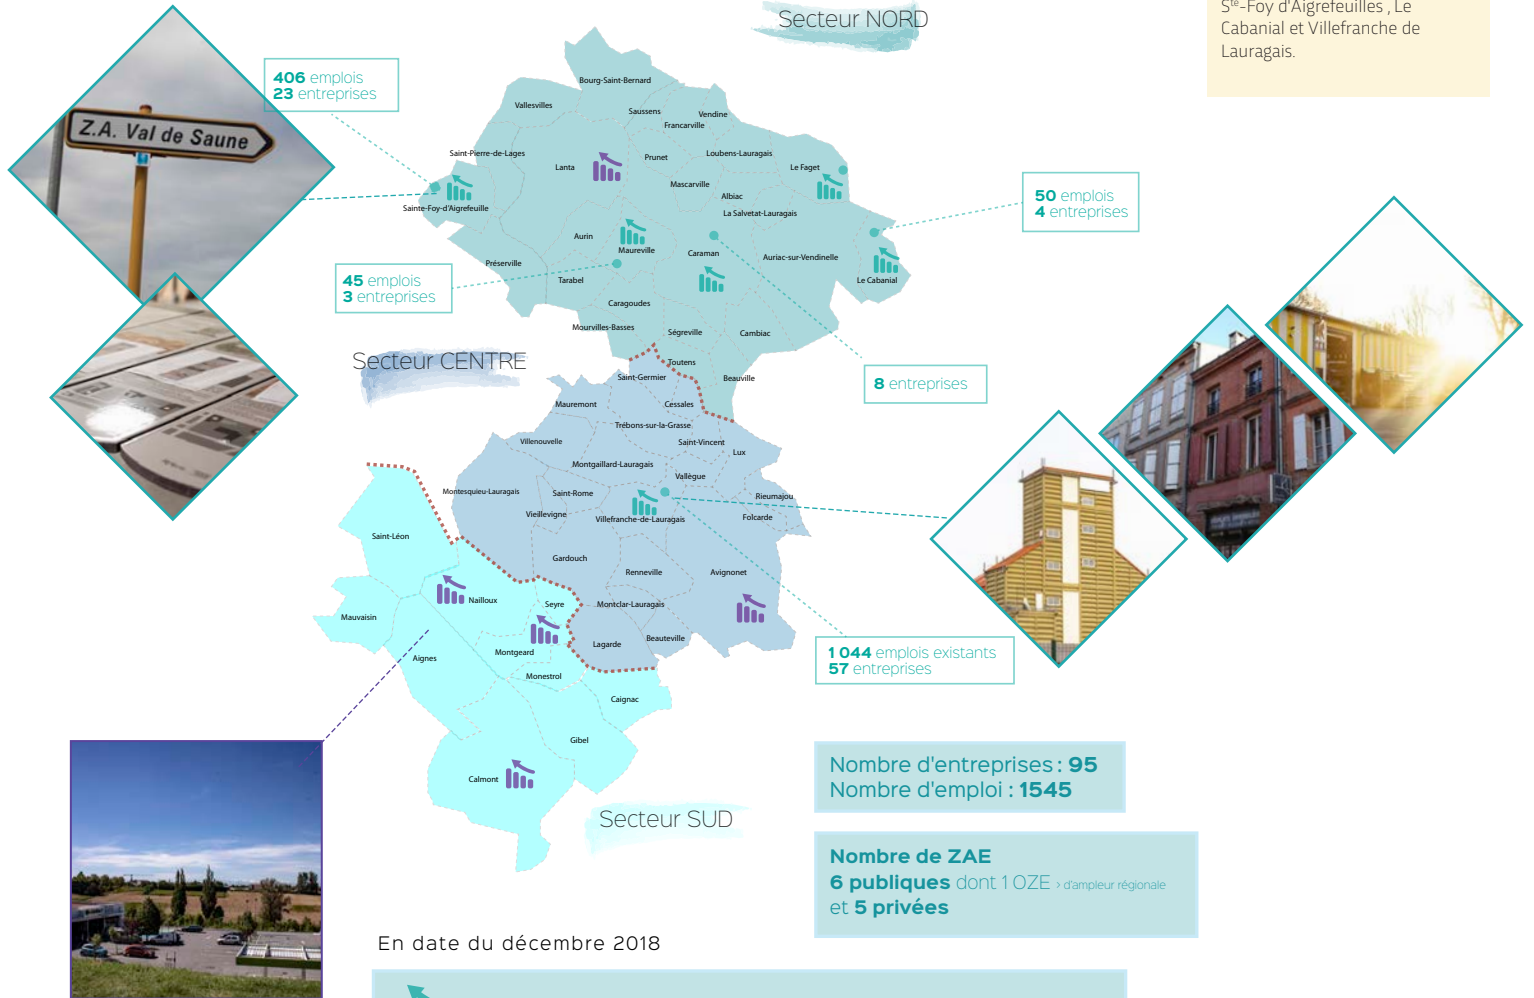 Secteur NORD
Sᵗᵉ-Foy d'Aigrefeuilles , Le
Cabanial et Villefranche de
Lauragais.
406 emplois
23 entreprises
Z.A. Val de Saune
Bourg-Saint-Bernard
Vallesvilles
Saussens
Vendine
Francarville
Saint-Pierre-de-Lages
Lanta
Prunet
Loubens-Lauragais
Le Faget
Mascarville
Albiac
Sainte-Foy-d'Aigrefeuille
La Salvetat-Lauragais
50 emplois
4 entreprises
Aurin
Maureville
Caraman
Auriac-sur-Vendinelle
Préserville
Tarabel
Le Cabanial
45 emplois
3 entreprises
Caragoudes
Mourvilles-Basses
Ségreville
Cambiac
Secteur CENTRE
Toutens
Saint-Germier
Beauville
8 entreprises
Mauremont
Cessales
Trébons-sur-la-Grasse
Villenouvelle
Saint-Vincent
Lux
Montgaillard-Lauragais
Vallègue
Montesquieu-Lauragais
Saint-Rome
Rieumajou
Vieillevigne
Villefranche-de-Lauragais
Folcarde
Saint-Léon
Gardouch
Renneville
Avignonet
Nailloux
Seyre
Montclar-Lauragais
Mauvaisin
Lagarde
Beauteville
Aignes
Montgeard
Monestrol
1 044 emplois existants
57 entreprises
Caignac
Gibel
Calmont
Secteur SUD
Nombre d'entreprises : 95
Nombre d'emploi : 1545
Nombre de ZAE
6 publiques dont 1 OZE › d'ampleur régionale
et 5 privées
En date du décembre 2018